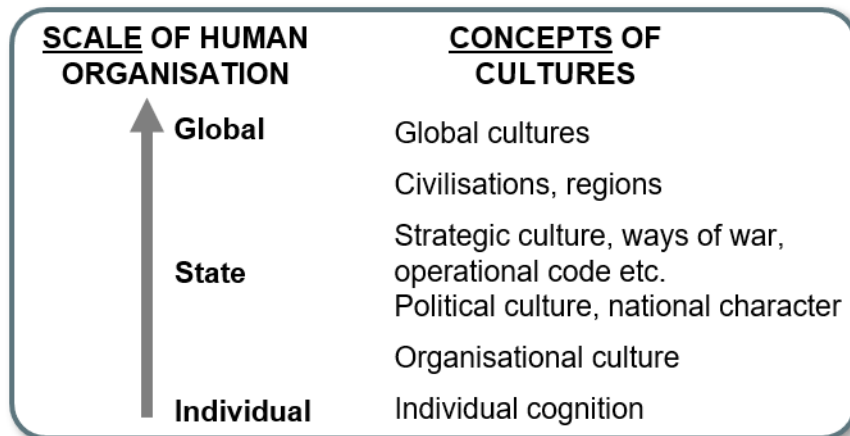 SCALE OF HUMAN
ORGANISATION
CONCEPTS OF
CULTURES
Global
Global cultures
Civilisations, regions
Strategic culture, ways of war,
State
operational code etc.
Political culture, national character
Organisational culture
Individual
Individual cognition